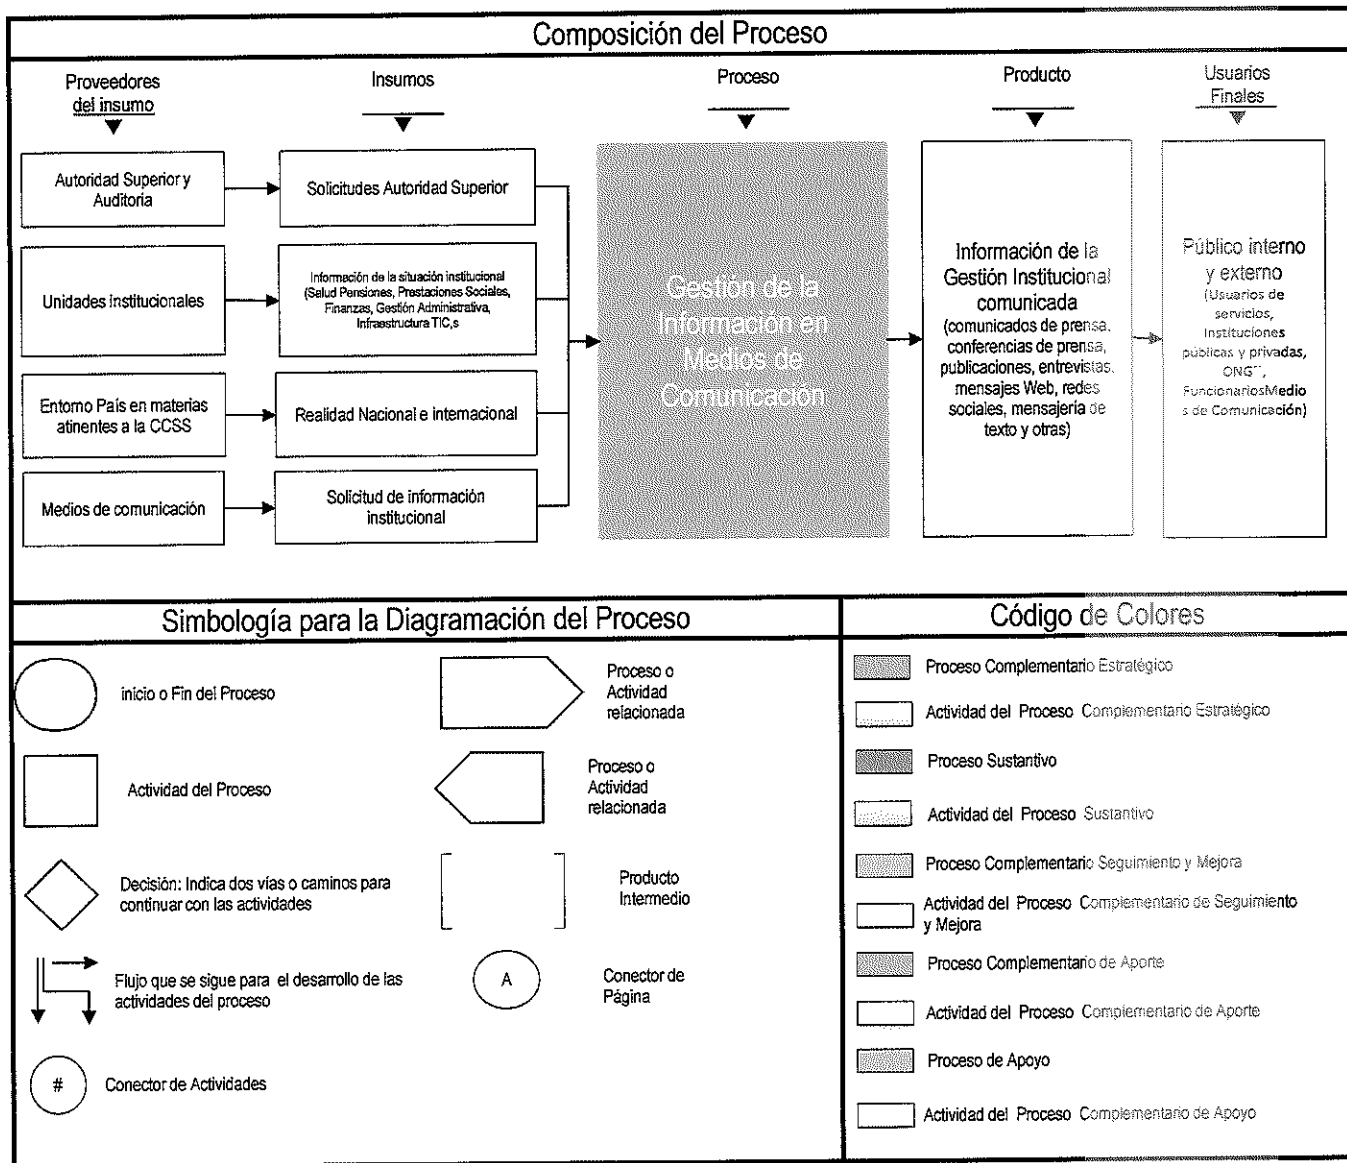 Composición del Proceso
Proveedores
del insumo
Insumos
Proceso
Producto
Usuarios
Finales
Autoridad Superior y
Auditoria
Solicitudes Autoridad Superior
Unidades Institucionales
Información de la situación institucional
(Salud Pensiones, Prestaciones Sociales,
Finanzas, Gestión Administrativa,
Infraestructura TIC,s
Entorno País en materias
atinentes a la CCSS
Realidad Nacional e internacional
Medios de comunicación
Solicitud de información
institucional
Gestión de la
Información en
Medios de
Comunicación
Información de la
Gestión Institucional
comunicada
(comunicados de prensa,
conferencias de prensa,
publicaciones, entrevistas,
mensajes Web, redes
sociales, mensajería de
texto y otras)
Público interno
y externo
(Usuarios de
servicios,
Instituciones
públicas y privadas,
FuncionariosMedio
s de Comunicación)
Simbología para la Diagramación del Proceso
inicio o Fin del Proceso
Proceso o
Actividad
relacionada
Actividad del Proceso
Proceso o
Actividad
relacionada
Decisión: Indica dos vías o caminos para
continuar con las actividades
Producto
Intermedio
Flujo que se sigue para el desarrollo de las
actividades del proceso
A
Conector de
Página
#
Conector de Actividades
Código de Colores
Proceso Complementario Estratégico
Actividad del Proceso Complementario Estratégico
Proceso Sustantivo
Actividad del Proceso Sustantivo
Proceso Complementario Seguimiento y Mejora
Actividad del Proceso Complementario de Seguimiento
y Mejora
Proceso Complementario de Aporte
Actividad del Proceso Complementario de Aporte
Proceso de Apoyo
Actividad del Proceso Complementario de Apoyo